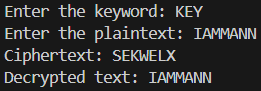 Enter the keyword: KEY
Enter the plaintext: IAMMANN
Ciphertext: SEKWELX
Decrypted text: IAMMANN